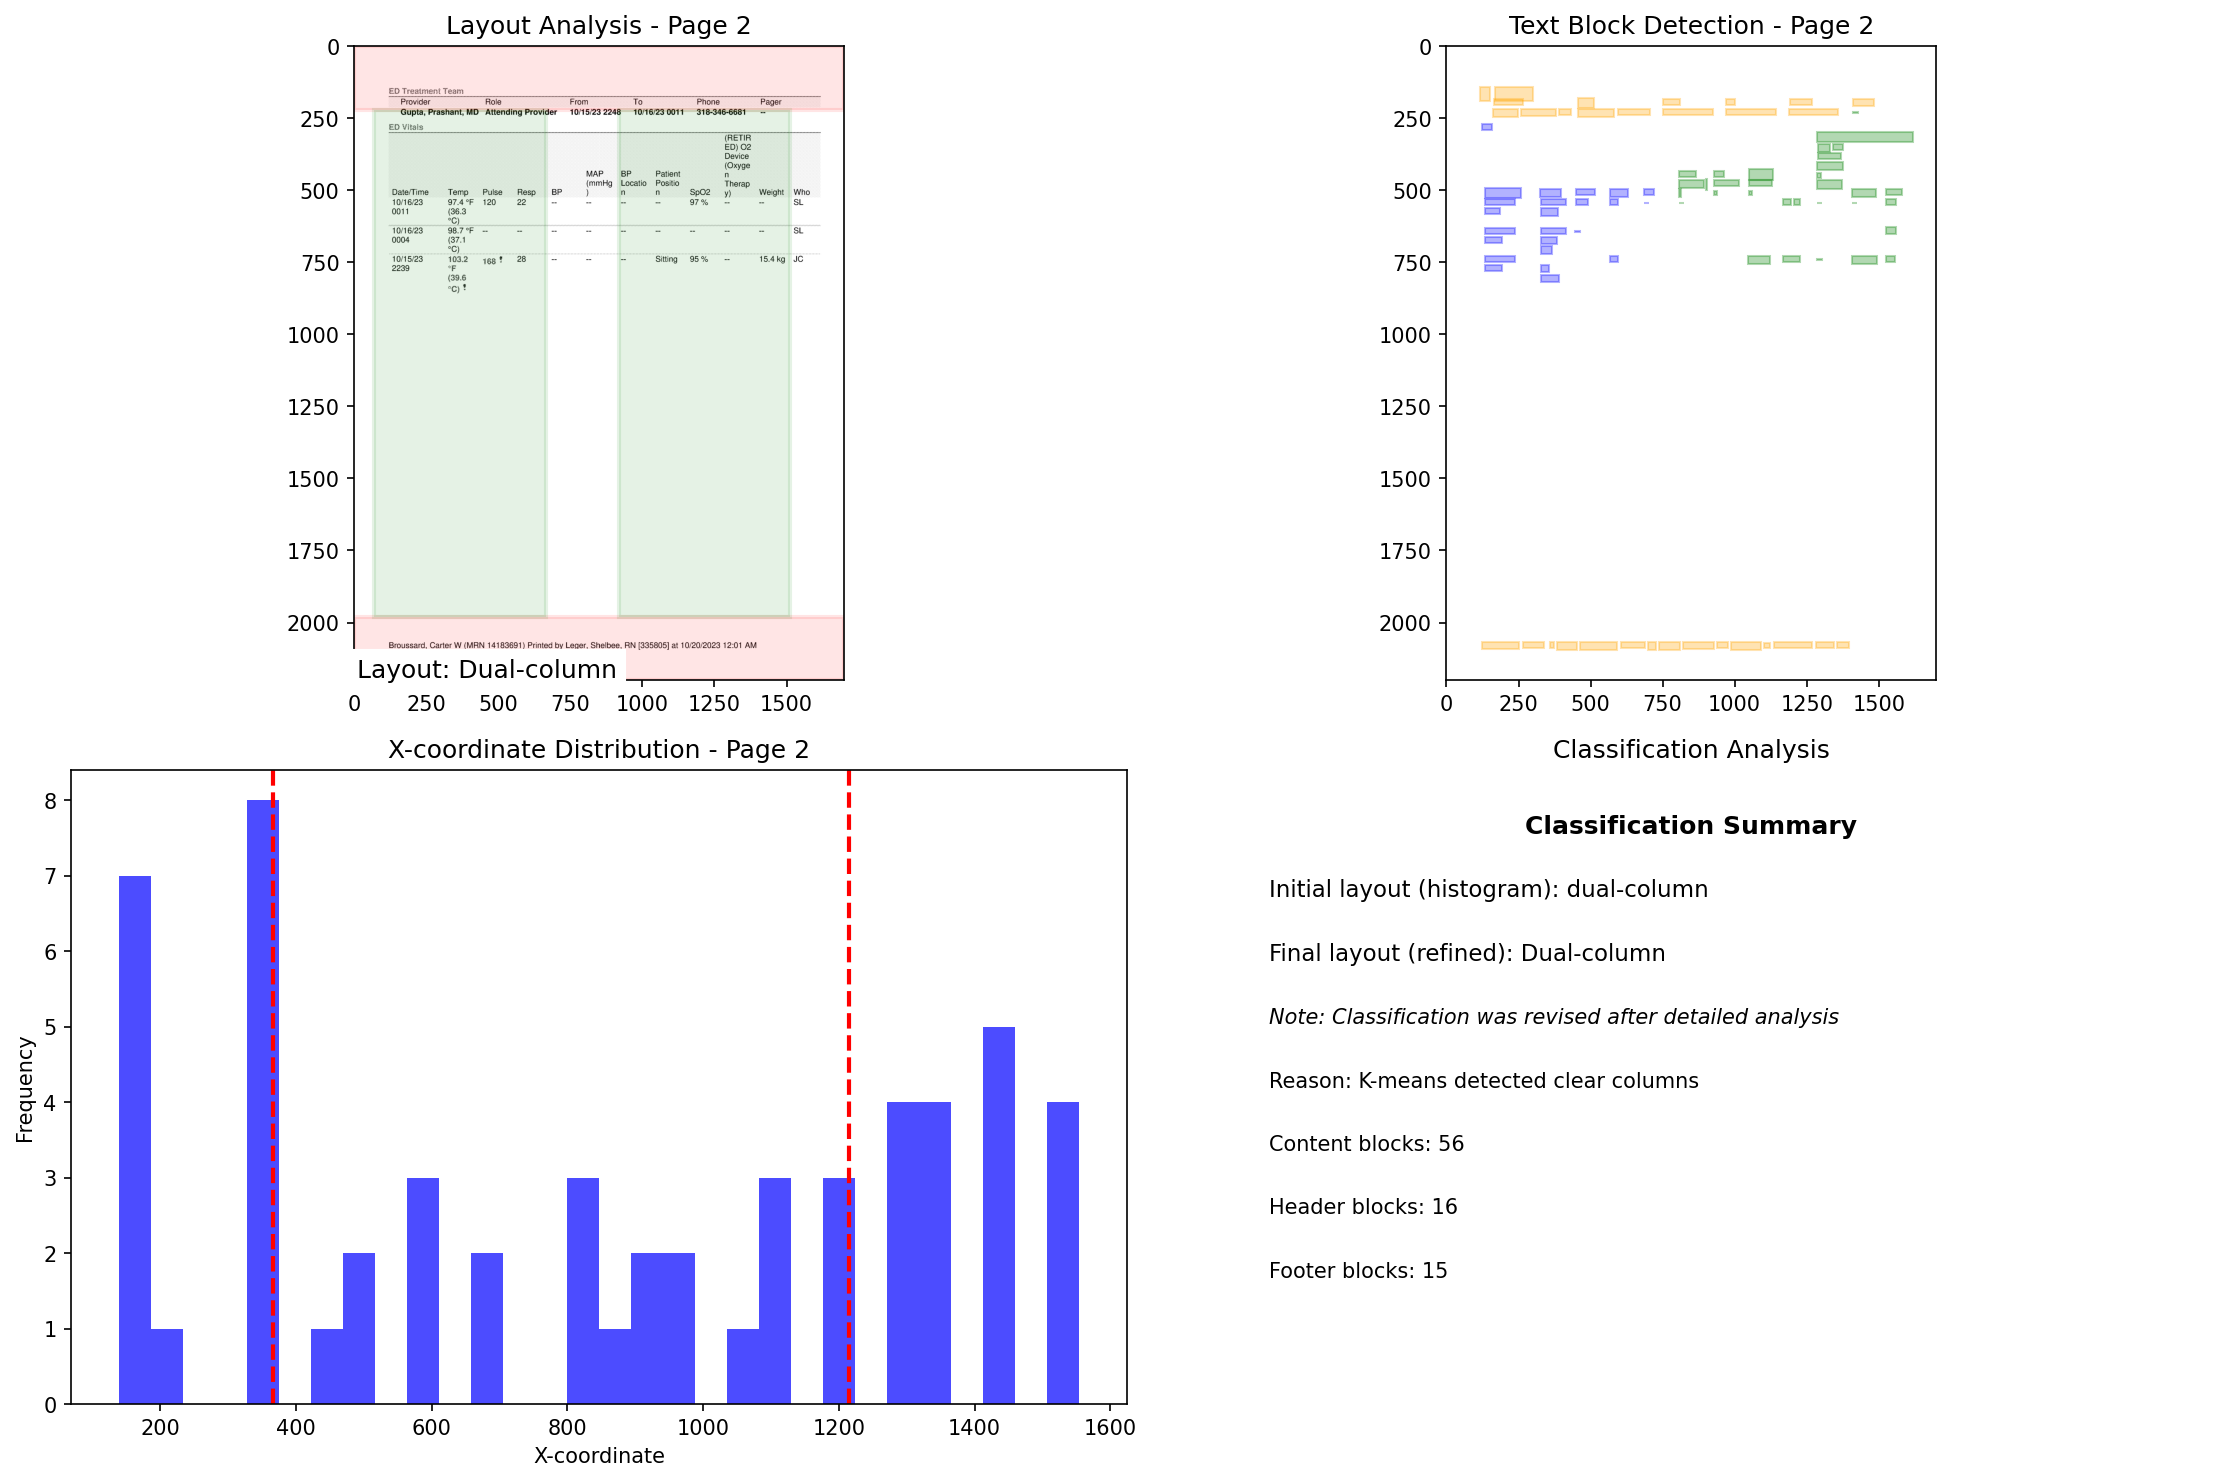 Layout Analysis - Page 2
0
250
500
750
1000
1250
1500
1750
2000
ED Treatment Team
Provider Role From To Phone Pager
Gupta, Prashant, MD Attending Provider 10/15/23 2248 10/16/23 0011 318-346-6681 --
ED Vitals
(RETIR
ED) O2
Device
(Oxyge
MAP BP Patient n
(mmHg Locatio Positio Therap
Date/Time Temp Pulse Resp BP ) n n SpO2 y) Weight Who
10/16/23 97.4 °F 120 22 -- -- -- -- 97 % -- -- SL
0011 (36.3
°C)
10/16/23 98.7 °F -- -- -- -- -- -- -- -- -- SL
0004 (37.1
°C)
10/15/23 103.2 168 ! 28 -- -- -- Sitting 95 % -- 15.4 kg JC
2239 °F
(39.6
°C) !
Broussard, Carter W (MRN 14183691) Printed by Leger, Shelbee, RN [335805] at 10/20/2023 12:01 AM
Layout: Dual-column
0 250 500 750 1000 1250 1500
Text Block Detection - Page 2
0
250
500
750
1000
1250
1500
1750
2000
0 250 500 750 1000 1250 1500
X-coordinate Distribution - Page 2
Frequency
8
7
6
5
4
3
2
1
0
200 400 600 800 1000 1200 1400 1600
X-coordinate
Classification Analysis
Classification Summary
Initial layout (histogram): dual-column
Final layout (refined): Dual-column
Note: Classification was revised after detailed analysis
Reason: K-means detected clear columns
Content blocks: 56
Header blocks: 16
Footer blocks: 15